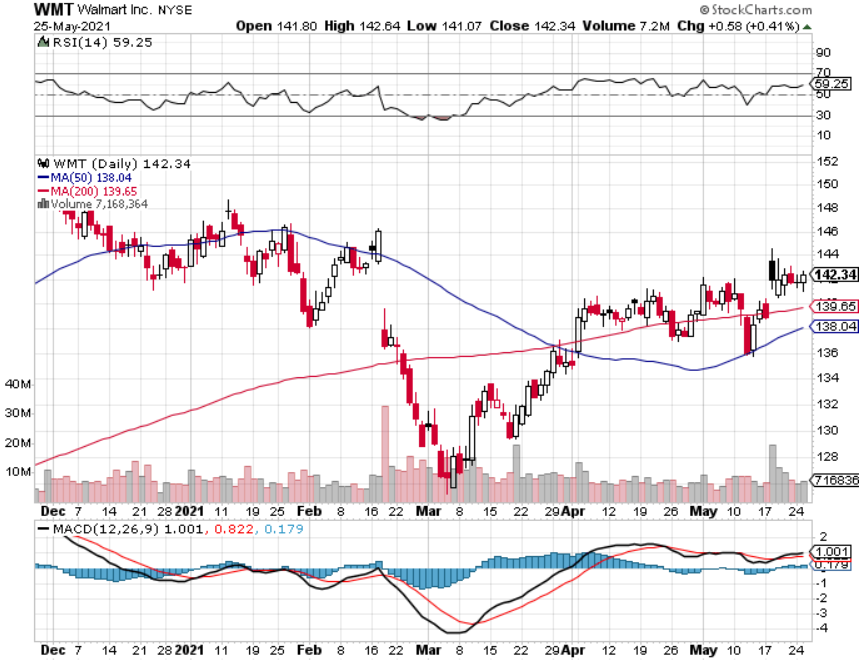 WMT Walmart Inc. NYSE © StockCharts.com
25-May-2021 Open 141.80 High 142.64 Low 141.07 Close 142.34 Volume 7.2M Chg +0.58 (+0.41%)
RSI(14) 59.25
90
70
59.25
50
30
10
WMT (Daily) 142.34
MA(50) 138.04
MA(200) 139.65
Volume 7,168,364
152
150
148
146
144
142.34
139.65
138.04
136
134
132
130
128
716836
40M
30M
20M
10M
Dec 7 14 21 28 2021 11 19 25 Feb 8 16 22 Mar 8 15 22 29 Apr 12 19 26 May 10 17 24
MACD(12,26,9) 1.001, 0.822, 0.179
2
1.001
0.179
-1
-2
-3
-4
Dec 7 14 21 28 2021 11 19 25 Feb 8 16 22 Mar 8 15 22 29 Apr 12 19 26 May 10 17 24